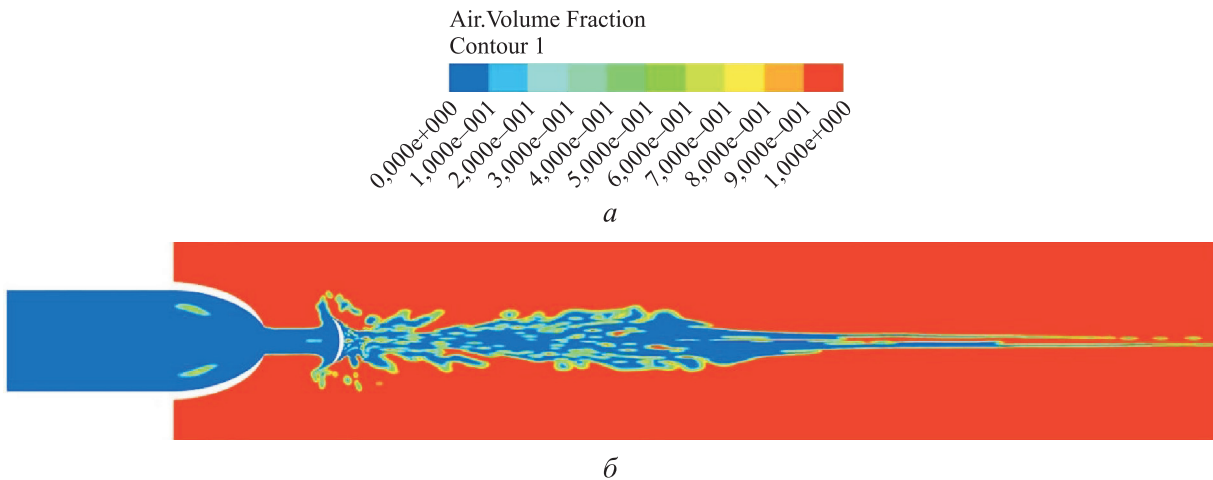 Air.Volume Fraction
Contour 1
0,000e+000
1,000e–001
2,000e–001
3,000e–001
4,000e–001
5,000e–001
6,000e–001
7,000e–001
8,000e–001
9,000e–001
1,000e+000
а
б